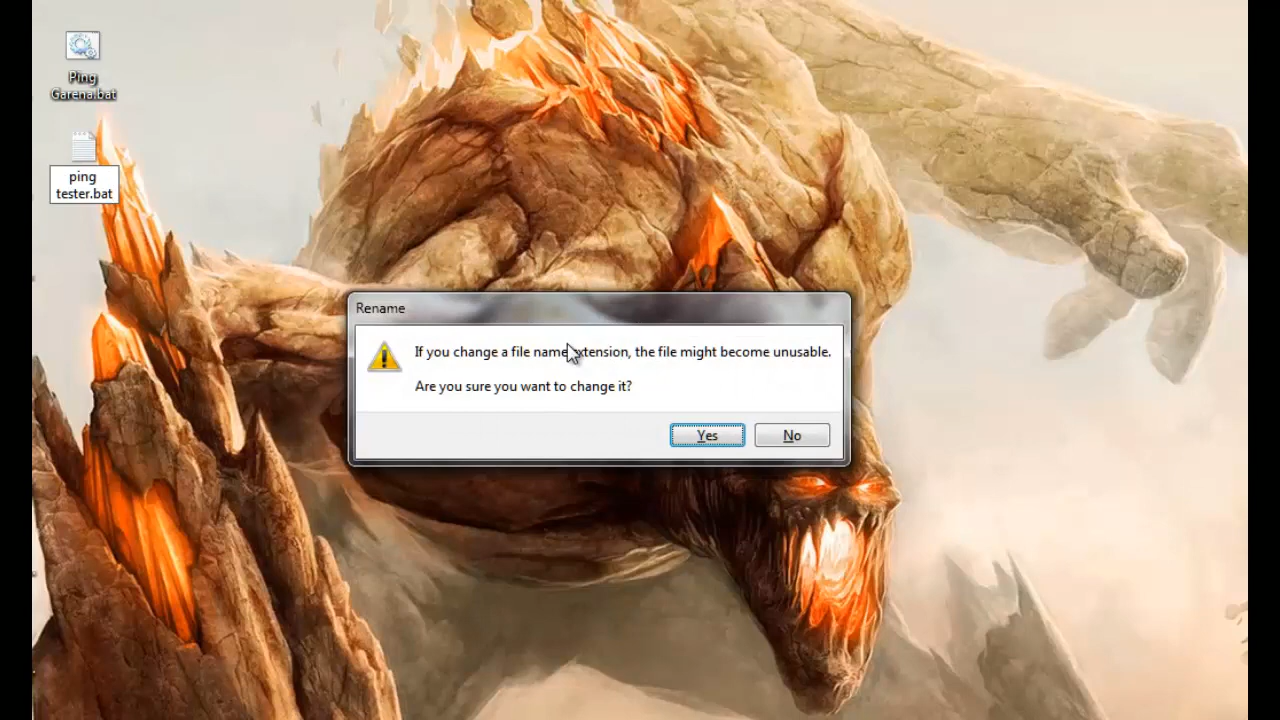 Ping
Garena.bat
ping
tester.bat
Rename
If you change a file name extension, the file might become unusable.
Are you sure you want to change it?
Yes
No